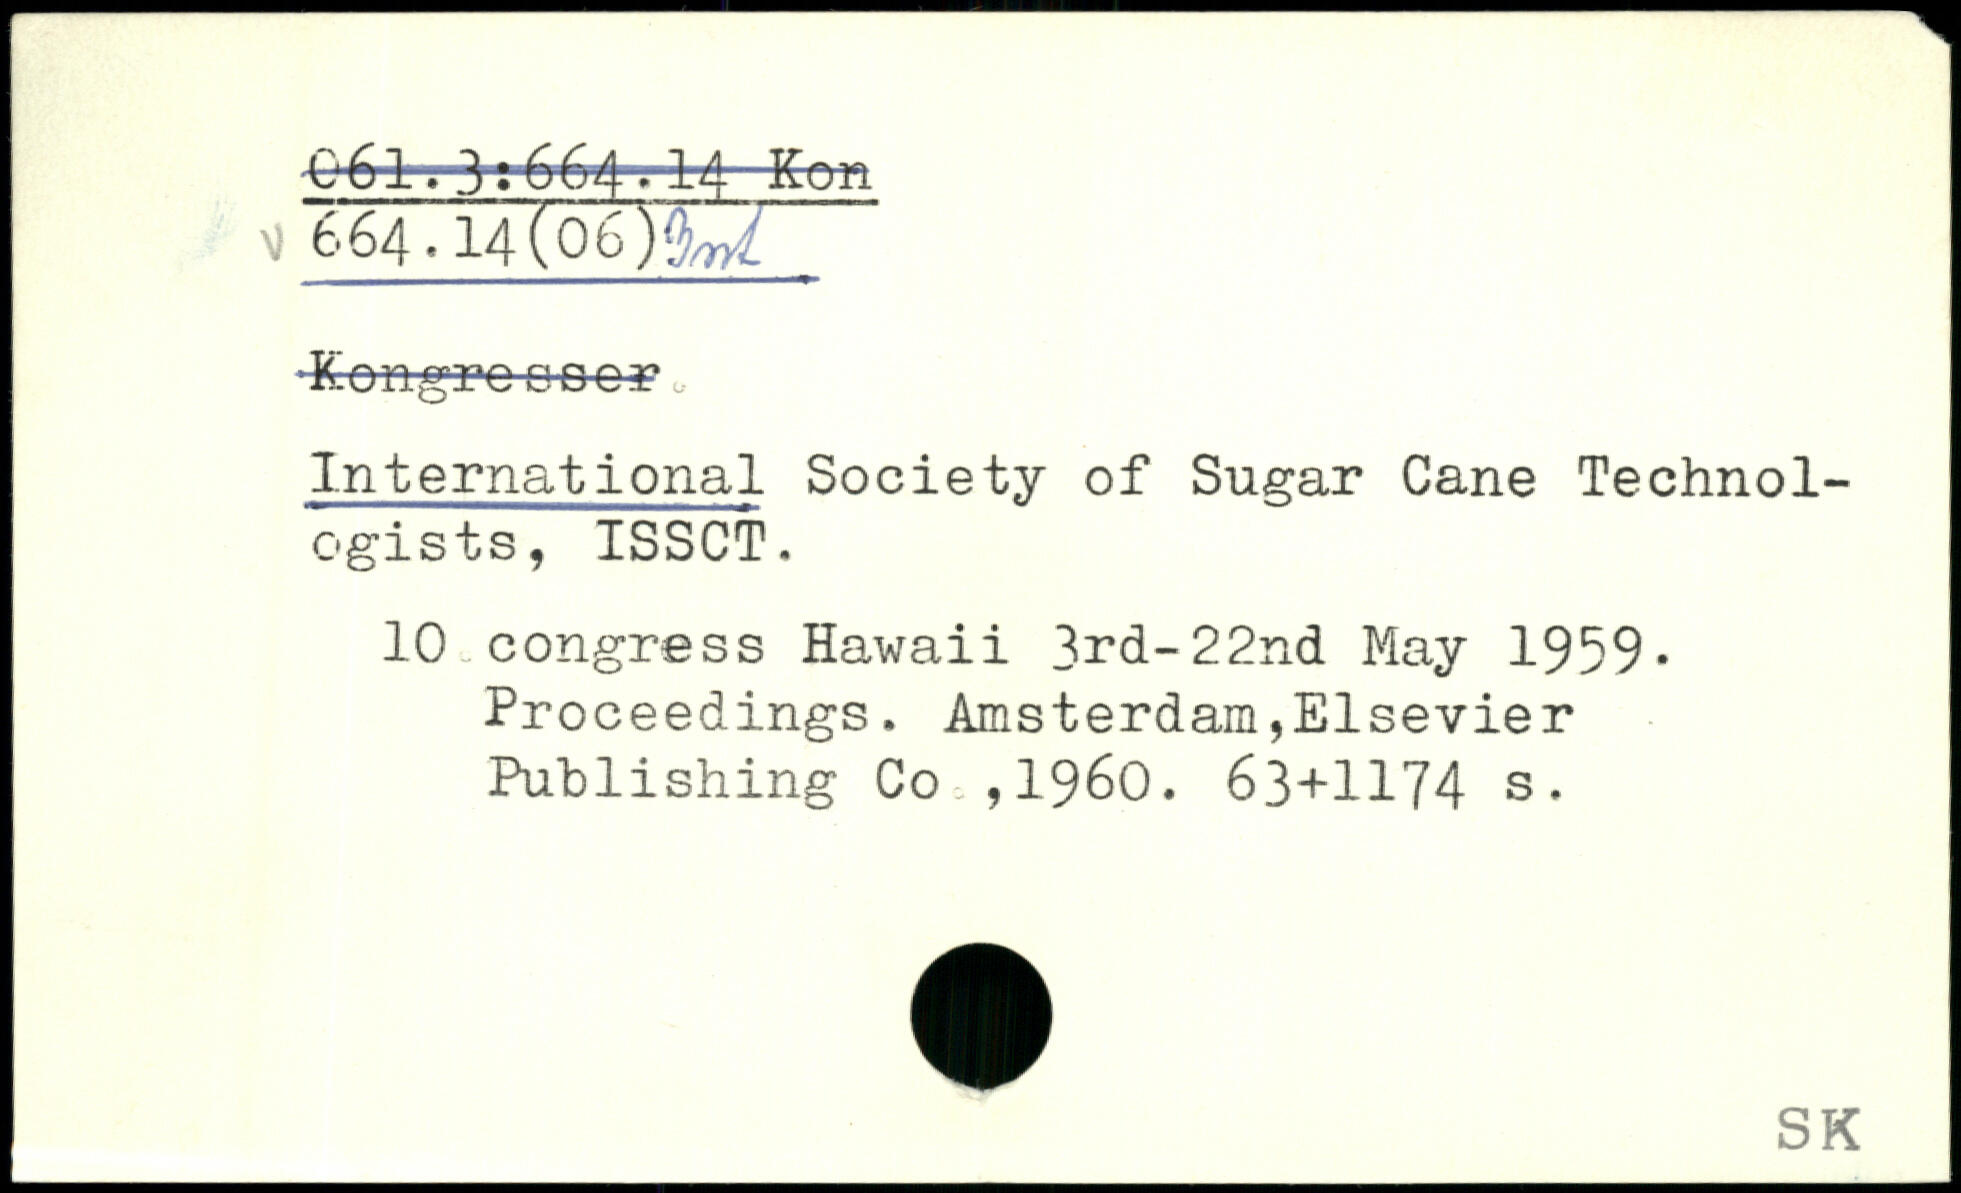 061.3:664.14 Kon
v 664.14(06) Int
Kongresser.
International Society of Sugar Cane Technol-
ogists, ISSCT.
10. congress Hawaii 3rd-22nd May 1959.
Proceedings. Amsterdam,Elsevier
Publishing Co.,1960. 63+1174 s.
SK